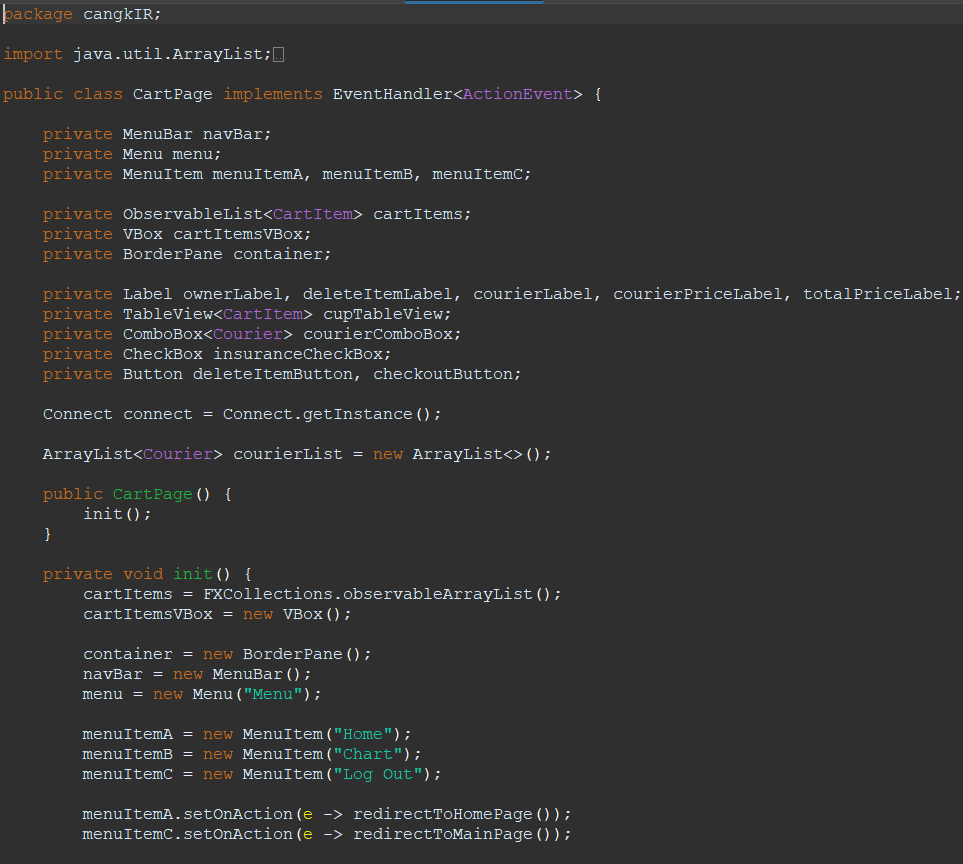 package cangkIR;
import java.util.ArrayList;
public class CartPage implements EventHandler<ActionEvent> {
private MenuBar navBar;
private Menu menu;
private MenuItem menuItemA, menuItemB, menuItemC;
private ObservableList<CartItem> cartItems;
private VBox cartItemsVBox;
private BorderPane container;
private Label ownerLabel, deleteItemLabel, courierLabel, courierPriceLabel, totalPriceLabel;
private TableView<CartItem> cupTableView;
private ComboBox<Courier> courierComboBox;
private CheckBox insuranceCheckBox;
private Button deleteItemButton, checkoutButton;
Connect connect = Connect.getInstance();
ArrayList<Courier> courierList = new ArrayList<>();
public CartPage() {
init();
}
private void init() {
cartItems = FXCollections.observableArrayList();
cartItemsVBox = new VBox();
container = new BorderPane();
navBar = new MenuBar();
menu = new Menu("Menu");
menuItemA = new MenuItem("Home");
menuItemB = new MenuItem("Chart");
menuItemC = new MenuItem("Log Out");
menuItemA.setOnAction(e -> redirectToHomePage());
menuItemC.setOnAction(e -> redirectToMainPage());